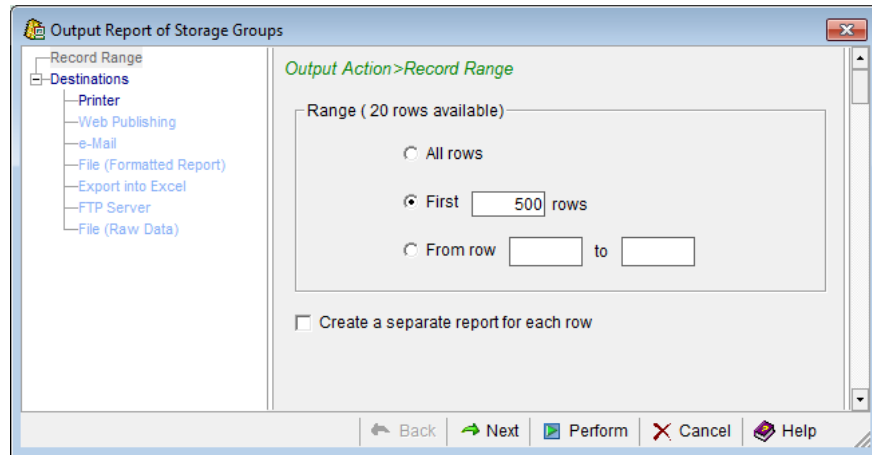 Output Report of Storage Groups
Record Range
Destinations
Printer
Web Publishing
e-Mail
File (Formatted Report)
Export into Excel
FTP Server
File (Raw Data)
Output Action>Record Range
Range ( 20 rows available)
All rows
First 500 rows
From row to
Create a separate report for each row
Back Next Perform Cancel Help